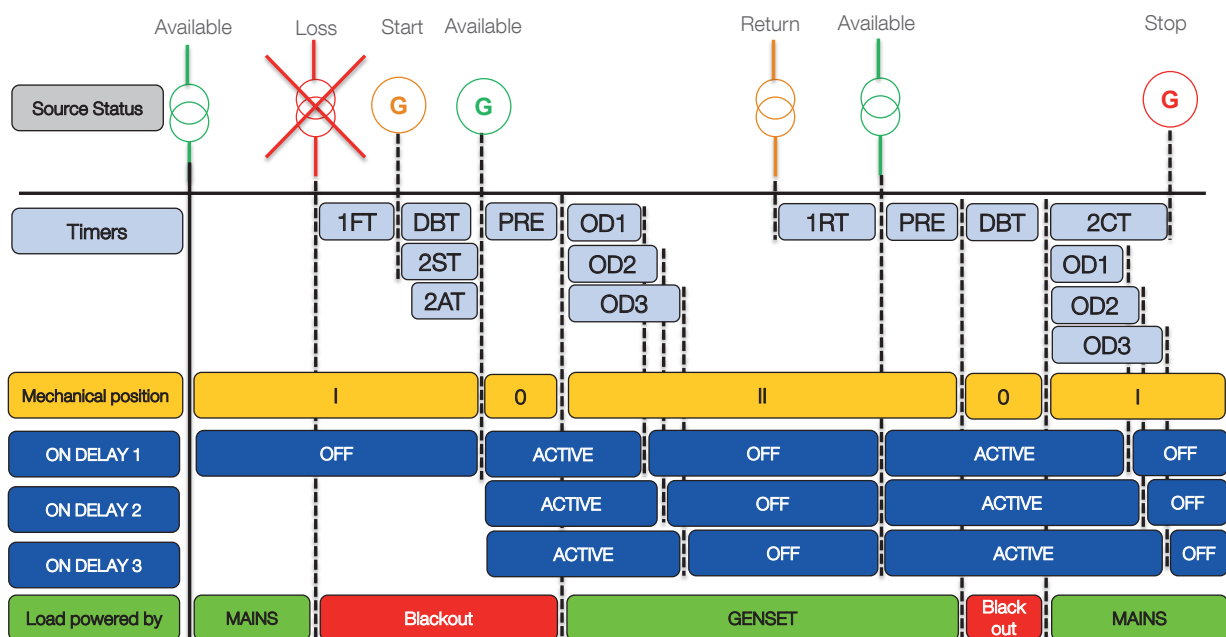 Available Loss Start Available Return Available Stop
Source Status G G G
Timers 1FT DBT PRE OD1 1RT PRE DBT 2CT
2ST OD2 OD1
2AT OD3 OD2
OD3
Mechanical position I 0 II 0 I
ON DELAY 1 OFF ACTIVE OFF ACTIVE OFF
ON DELAY 2 ACTIVE OFF ACTIVE OFF
ON DELAY 3 ACTIVE OFF ACTIVE OFF
Load powered by MAINS Blackout GENSET Black MAINS
out